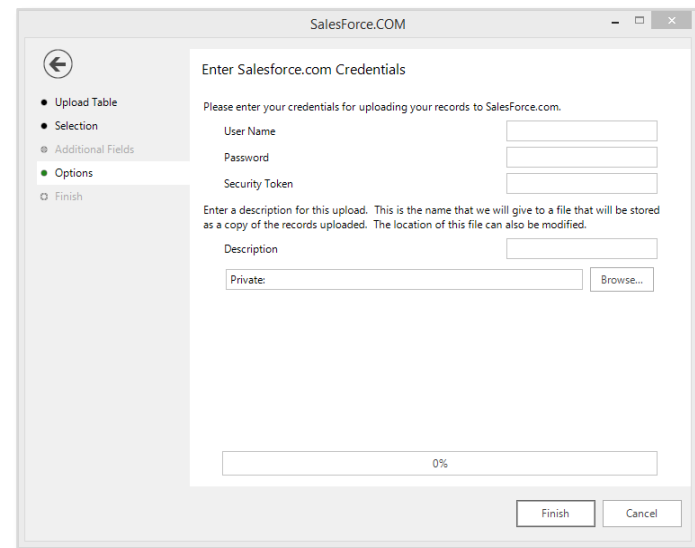 SalesForce.COM
Upload Table
Selection
Additional Fields
Options
Finish
Enter Salesforce.com Credentials
Please enter your credentials for uploading your records to SalesForce.com.
User Name
Password
Security Token
Enter a description for this upload.  This is the name that we will give to a file that will be stored
as a copy of the records uploaded.  The location of this file can also be modified.
Description
Private:
Browse...
0%
Finish
Cancel